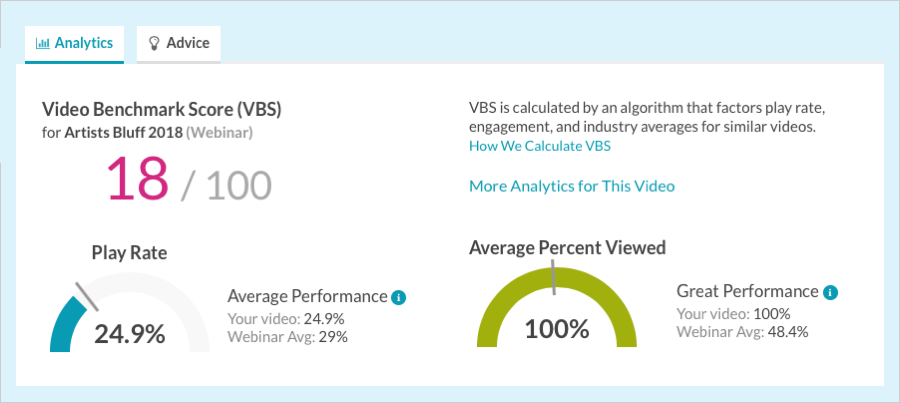 Analytics
Advice
Video Benchmark Score (VBS)
for Artists Bluff 2018 (Webinar)
18 / 100
VBS is calculated by an algorithm that factors play rate,
engagement, and industry averages for similar videos.
How We Calculate VBS
More Analytics for This Video
Play Rate
24.9%
Average Performance i
Your video: 24.9%
Webinar Avg: 29%
Average Percent Viewed
100%
Great Performance i
Your video: 100%
Webinar Avg: 48.4%